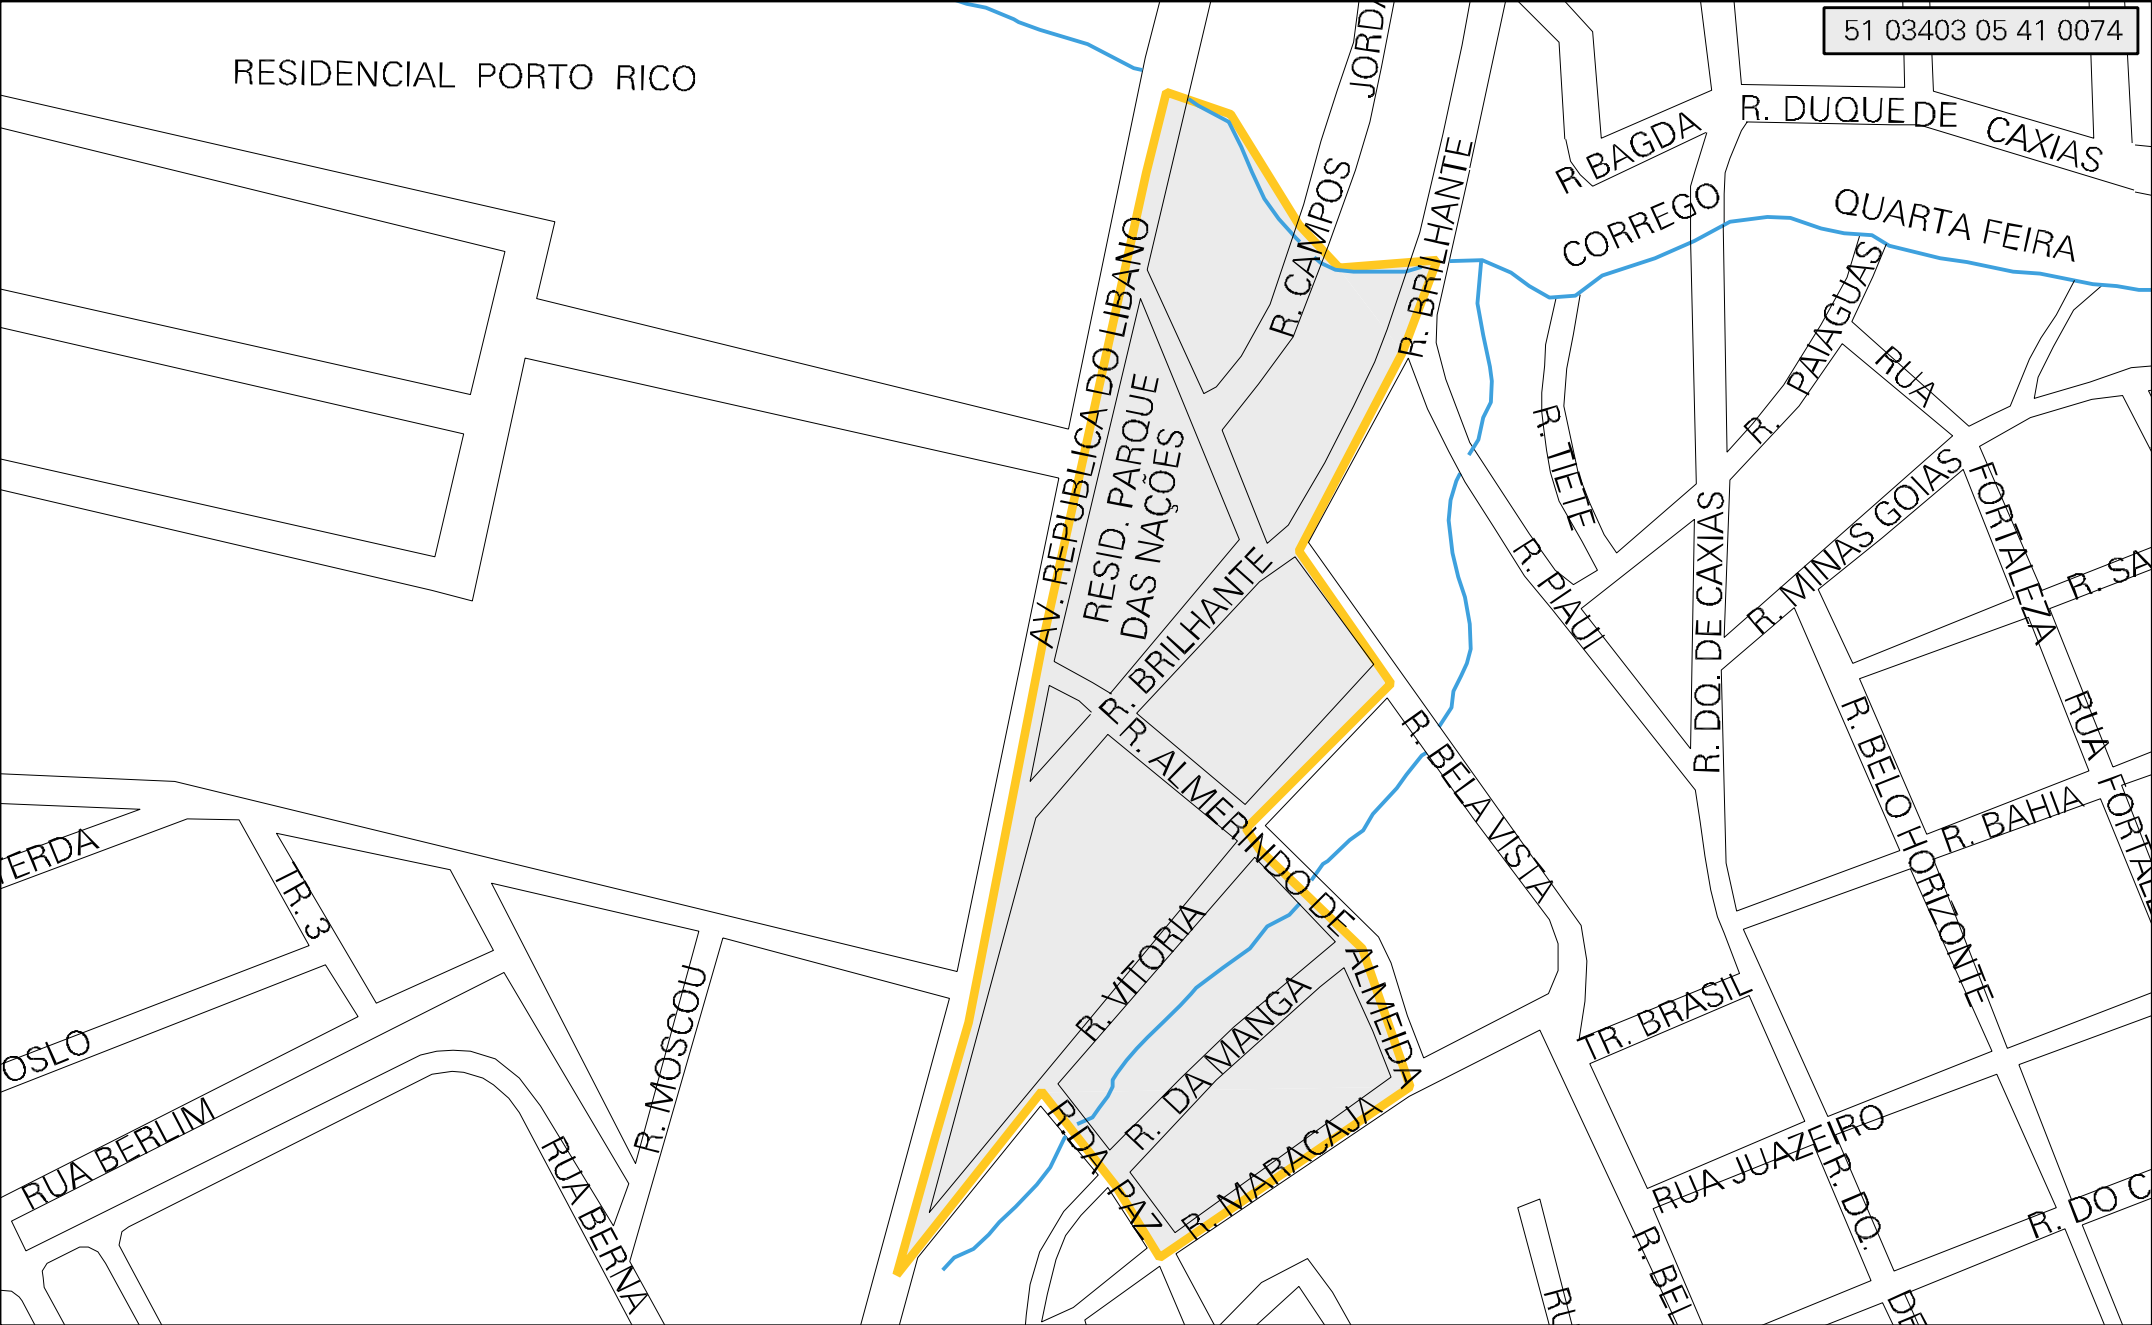 51 03403 05 41 0074
RESIDENCIAL PORTO RICO
R. DUQUE DE CAXIAS
R BAGDA
CORREGO QUARTA FEIRA
R. CAMPOS
R. BRILHANTE
AV. REPUBLICA DO LIBANO
RESID. PARQUE
DAS NAÇÕES
R. PAIAGUAS
RUA
FORTALEZA
R. TIETE
R. MINAS GOIAS
R. PIAUI
R. DQ. DE CAXIAS
R. BRILHANTE
R. ALMERINDO DE ALMEIDA
R. BELA VISTA
R. BELO HORIZONTE
RUA
R. BAHIA
TR. 3
R. VITORIA
R. DA MANGA
R. MOSCOU
OSLO
RUA BERLIM
RUA BERNA
R. DA PAZ
R. MARACAJA
TR. BRASIL
RUA JUAZEIRO
R. DQ.